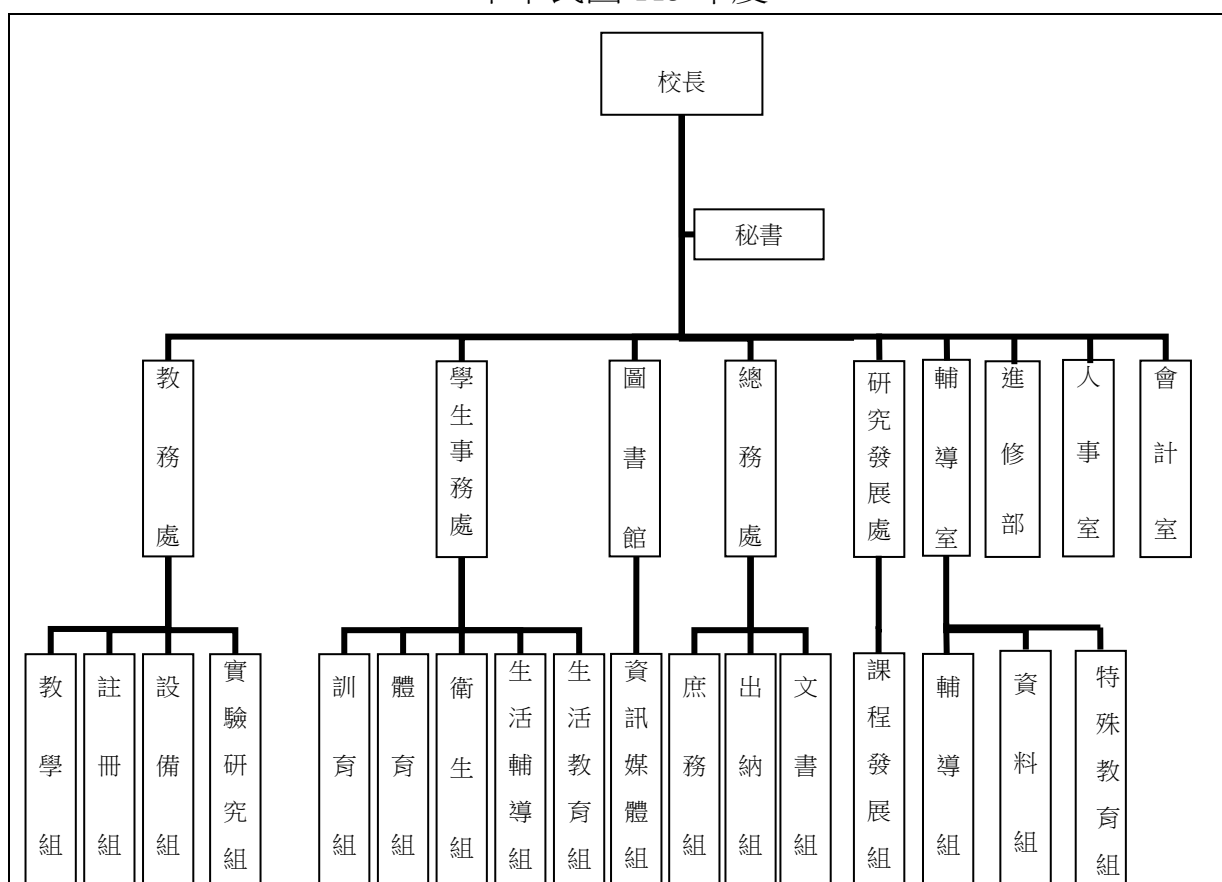 校長
秘書
教務處
學生事務處
圖書館
總務處
研究發展處
輔導室
進修部
人事室
會計室
教學組
註冊組
設備組
實驗研究組
訓育組
體育組
衛生組
生活輔導組
生活教育組
資訊媒體組
庶務組
出納組
文書組
課程發展組
輔導組
資料組
特殊教育組